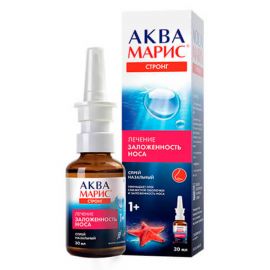 АКВА
МАРИС®
СТРОНГ
ЛЕЧЕНИЕ
ЗАЛОЖЕННОСТЬ
НОСА
СПРЕЙ
НАЗАЛЬНЫЙ
1+
30 мл
АКВА
МАРИС
СТРОНГ
ЛЕЧЕНИЕ
ЗАЛОЖЕННОСТЬ
НОСА
СПРЕЙ
НАЗАЛЬНЫЙ
30 мл